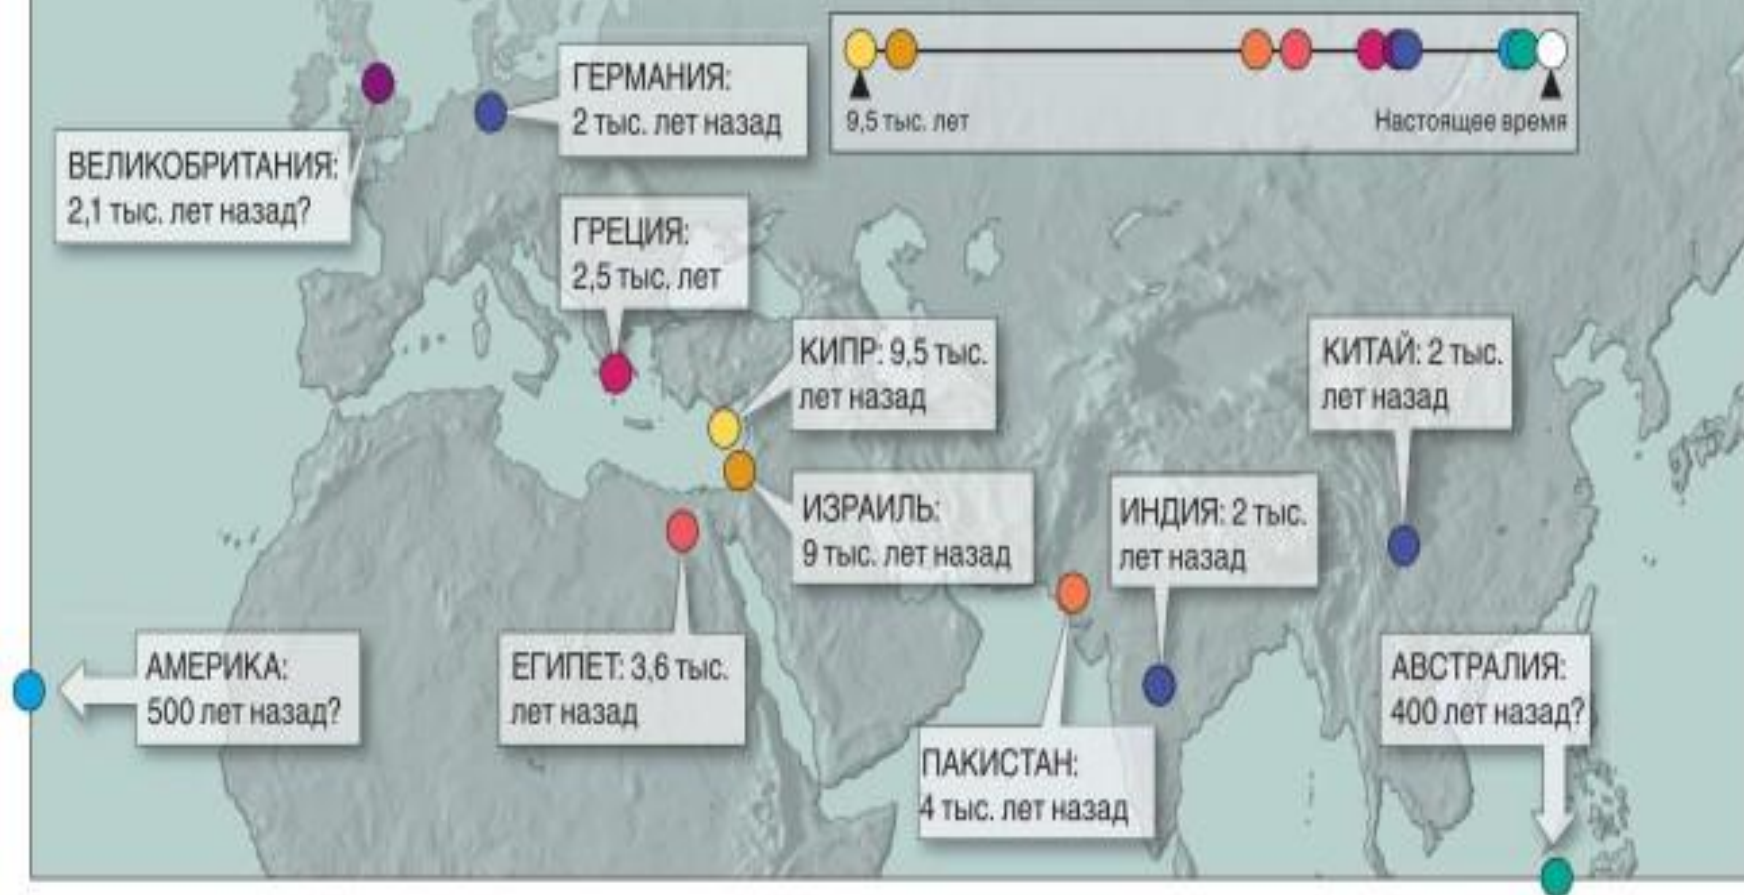 ГЕРМАНИЯ:
2 тыс. лет назад
9,5 тыс. лет
Настоящее время
ВЕЛИКОБРИТАНИЯ:
2,1 тыс. лет назад?
ГРЕЦИЯ:
2,5 тыс. лет
КИПР: 9,5 тыс.
лет назад
КИТАЙ: 2 тыс.
лет назад
ИЗРАИЛЬ:
9 тыс. лет назад
ИНДИЯ: 2 тыс.
лет назад
АМЕРИКА:
500 лет назад?
ЕГИПЕТ: 3,6 тыс.
лет назад
АВСТРАЛИЯ:
400 лет назад?
ПАКИСТАН:
4 тыс. лет назад